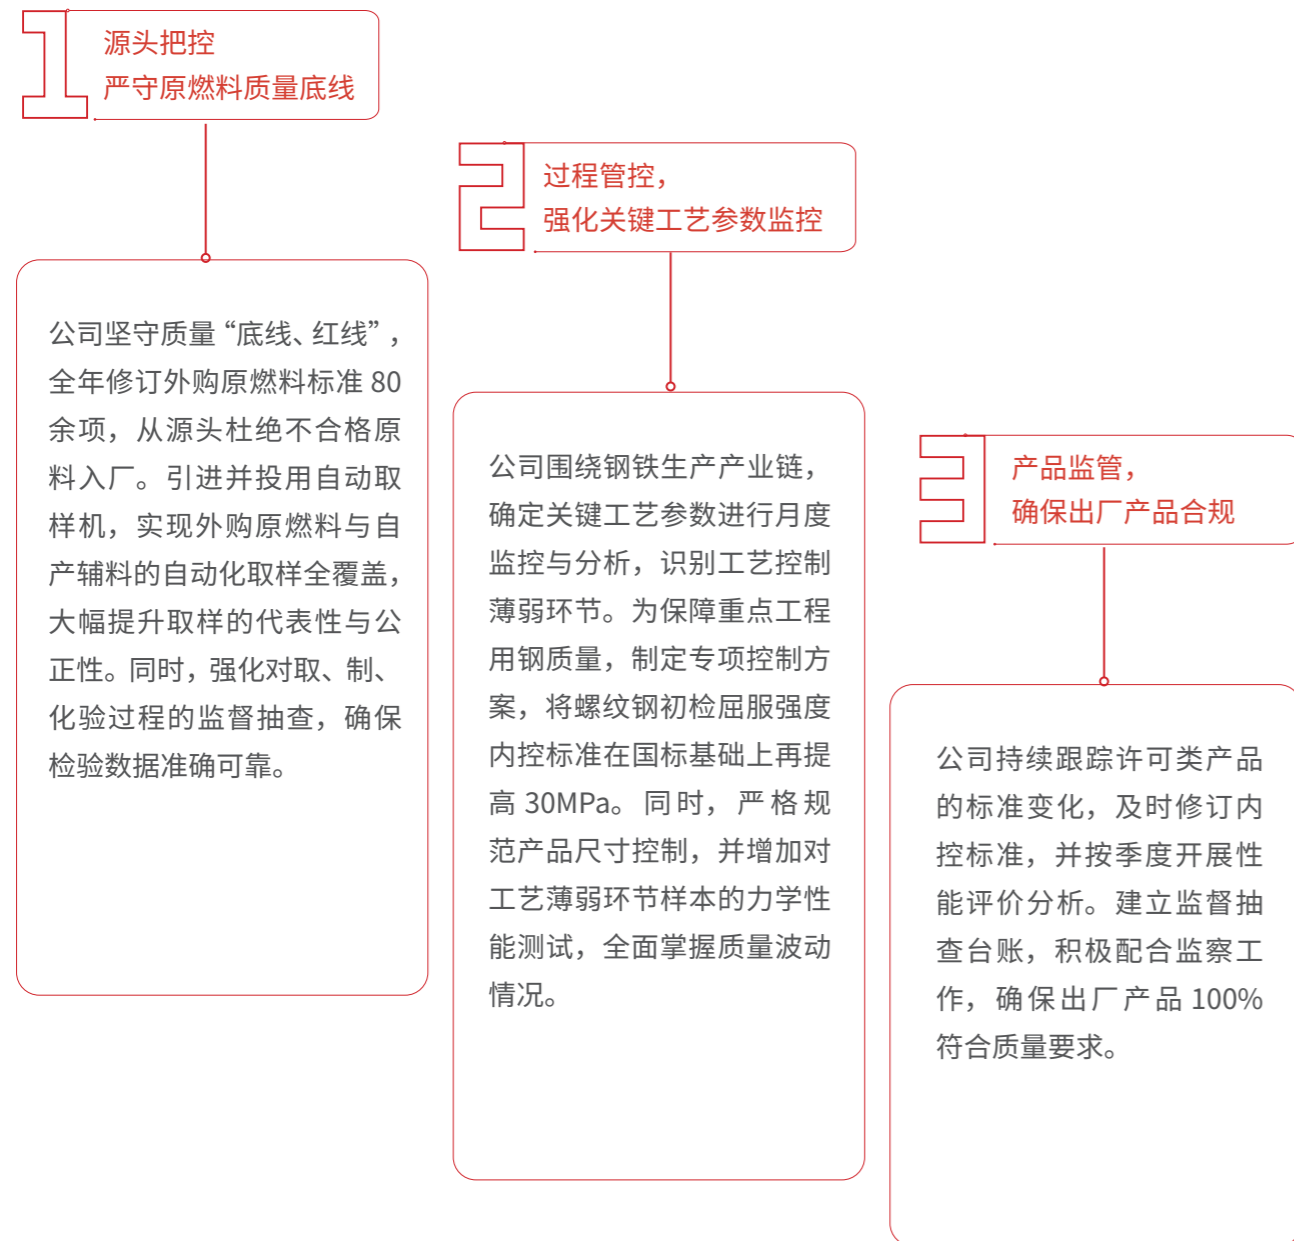 1
源头把控
严守原燃料质量底线
公司坚守质量“底线、红线”，
全年修订外购原燃料标准 80
余项，从源头杜绝不合格原
料入厂。引进并投用自动取
样机，实现外购原燃料与自
产辅料的自动化取样全覆盖，
大幅提升取样的代表性与公
正性。同时，强化对取、制、
化验过程的监督抽查，确保
检验数据准确可靠。
2
过程管控，
强化关键工艺参数监控
公司围绕钢铁生产产业链，
确定关键工艺参数进行月度
监控与分析，识别工艺控制
薄弱环节。为保障重点工程
用钢质量，制定专项控制方
案，将螺纹钢初检屈服强度
内控标准在国标基础上再提
高 30MPa。同时，严格规
范产品尺寸控制，并增加对
工艺薄弱环节样本的力学性
能测试，全面掌握质量波动
情况。
3
产品监管，
确保出厂产品合规
公司持续跟踪许可类产品
的标准变化，及时修订内
控标准，并按季度开展性
能评价分析。建立监督抽
查台账，积极配合监察工
作，确保出厂产品 100%
符合质量要求。